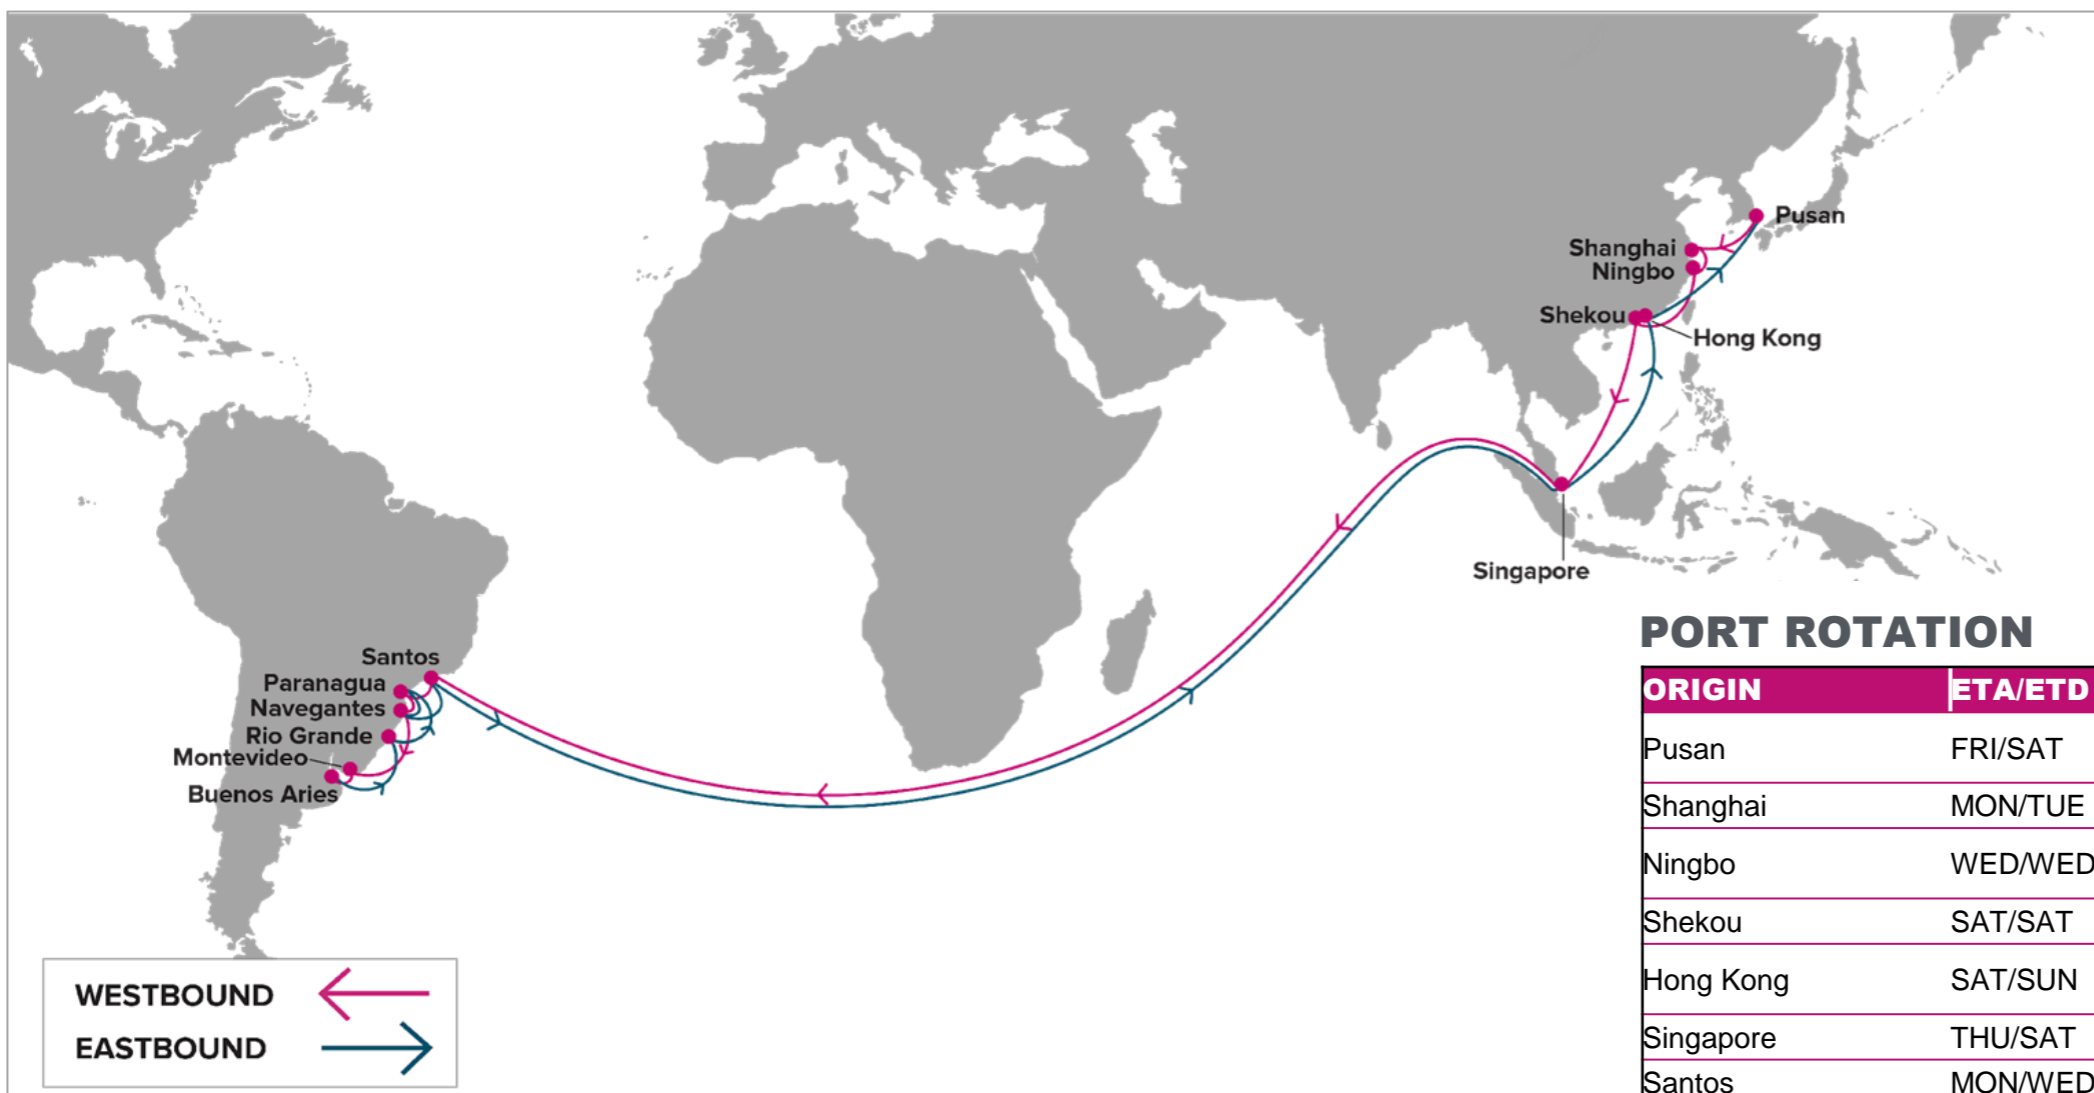 Pusan
Shanghai
Ningbo
Shekou
Hong Kong
Singapore
Santos
Paranagua
Navegantes
Rio Grande
Montevideo
Buenos Aries
WESTBOUND
EASTBOUND
PORT ROTATION
ORIGIN ETA/ETD
Pusan FRI/SAT
Shanghai MON/TUE
Ningbo WED/WED
Shekou SAT/SAT
Hong Kong SAT/SUN
Singapore THU/SAT
Santos MON/WED